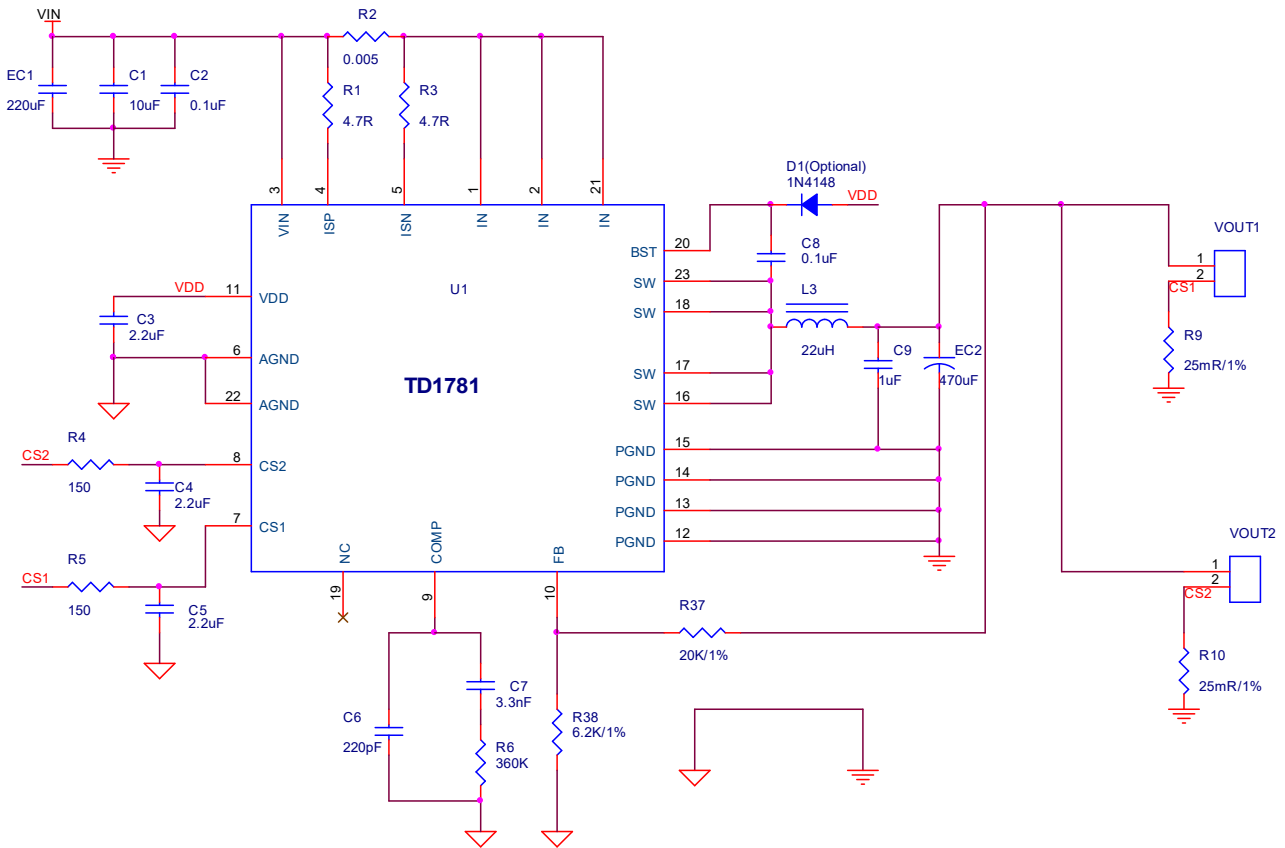 VIN
R2
0.005
EC1
220uF
C1
10uF
C2
0.1uF
R1
4.7R
R3
4.7R
3
4
5
1
2
21
VIN
ISP
ISN
IN
IN
IN
D1(Optional)
1N4148
VDD
BST
20
C8
0.1uF
SW
23
SW
18
L3
22uH
SW
17
SW
16
C9
1uF
EC2
470uF
PGND
15
PGND
14
PGND
13
PGND
12
U1
TD1781
VDD
11
VDD
C3
2.2uF
6
AGND
22
AGND
R4
CS2
150
C4
2.2uF
8
CS2
7
CS1
R5
CS1
150
C5
2.2uF
NC
COMP
FB
19
9
10
R37
20K/1%
C7
3.3nF
C6
220pF
R6
360K
R38
6.2K/1%
VOUT1
1
2
CS1
R9
25mR/1%
VOUT2
1
2
CS2
R10
25mR/1%